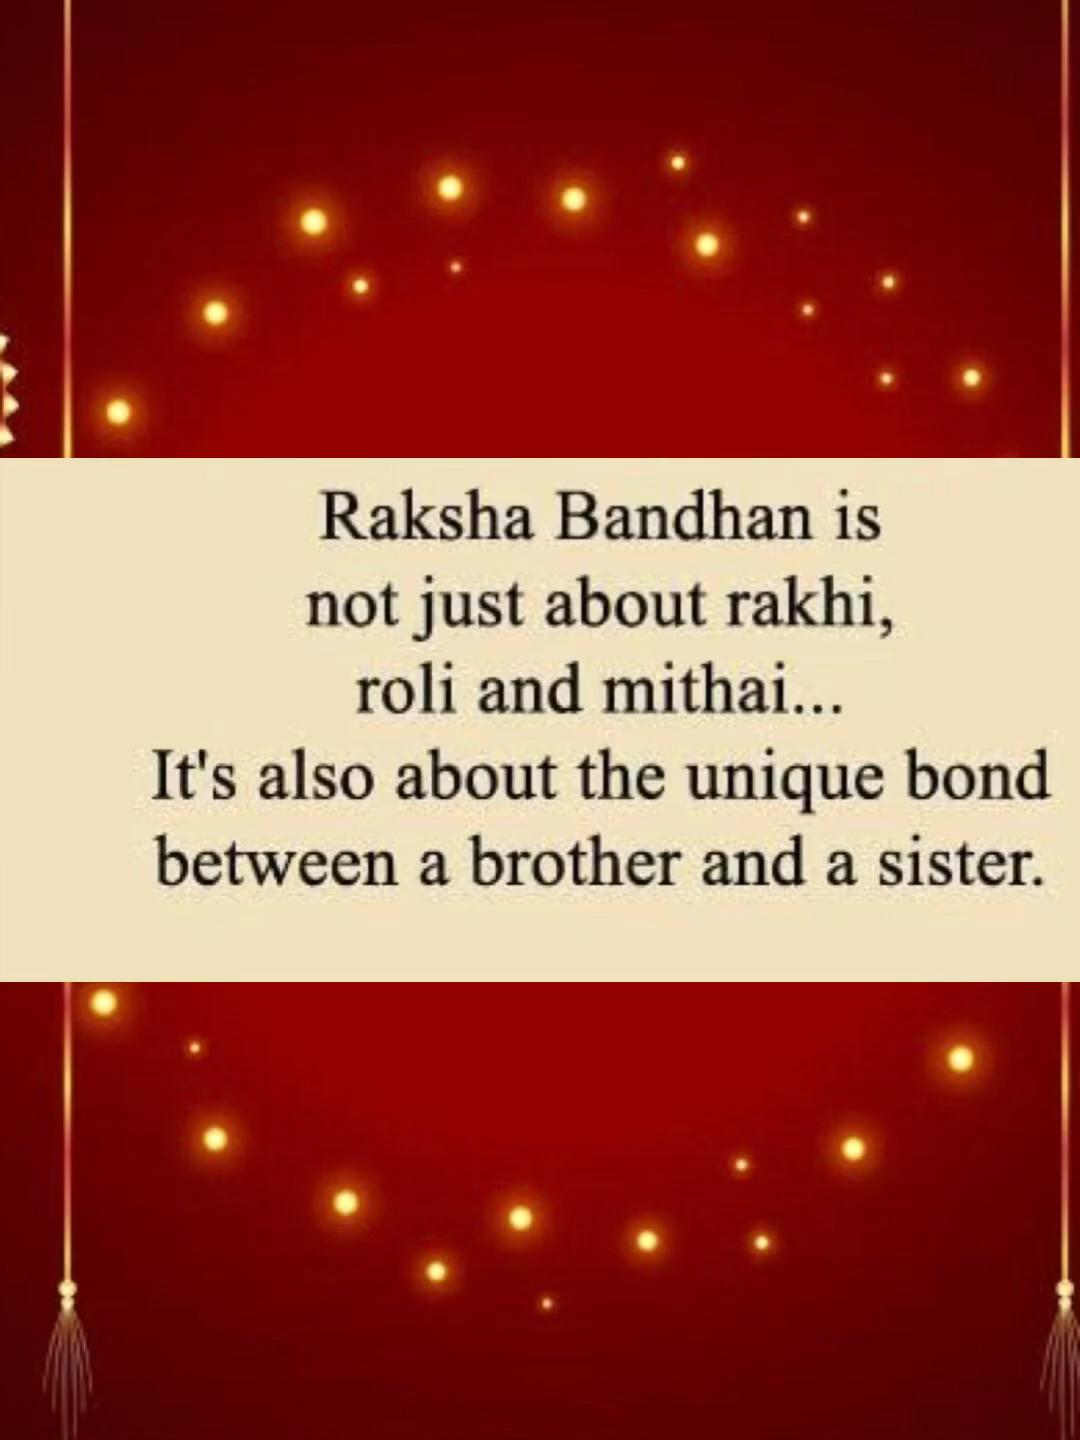 Raksha Bandhan is
not just about rakhi,
roli and mithai...
It's also about the unique bond
between a brother and a sister.